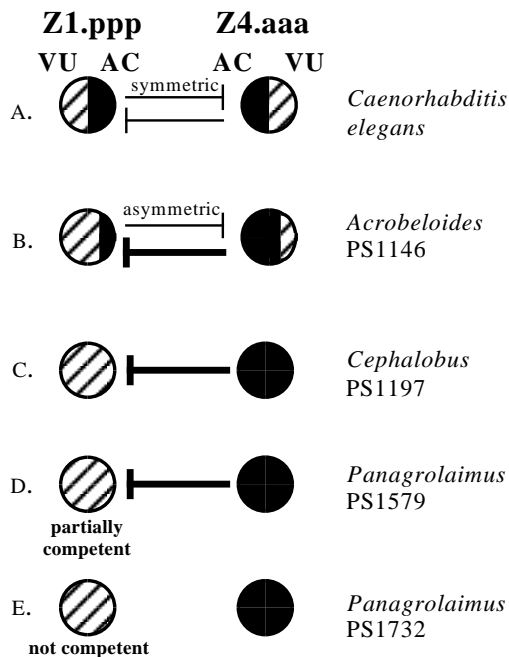 Z1.ppp Z4.aaa
VU AC AC VU
A. symmetric Caenorhabditis
elegans
B. asymmetric Acrobeloides
PS1146
C. Cephalobus
PS1197
D. Panagrolaimus
PS1579
partially
competent
E. Panagrolaimus
PS1732
not competent